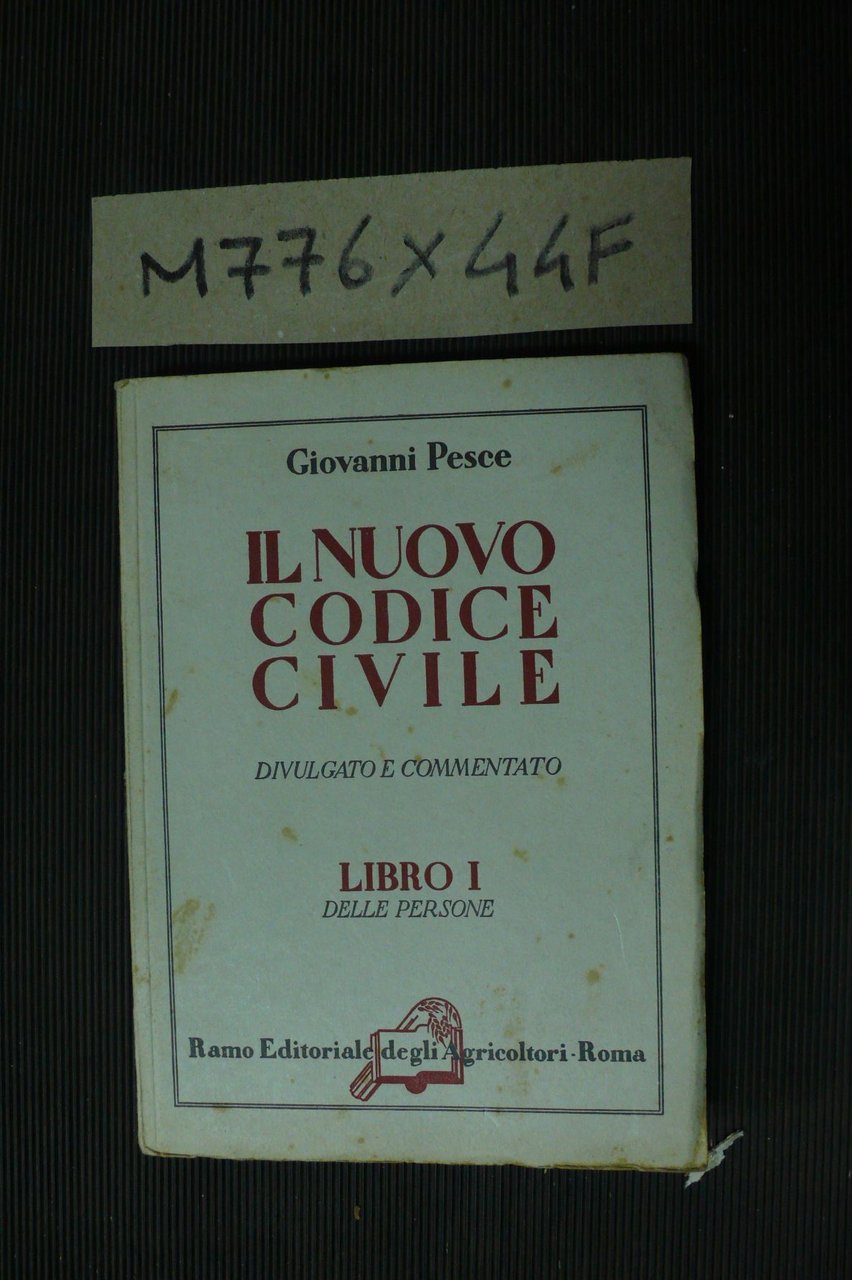 M776X44F
Giovanni Pesce
IL NUOVO
CODICE
CIVILE
DIVULGATO E COMMENTATO
LIBRO I
DELLE PERSONE
Ramo Editoriale degli Agricoltori - Roma